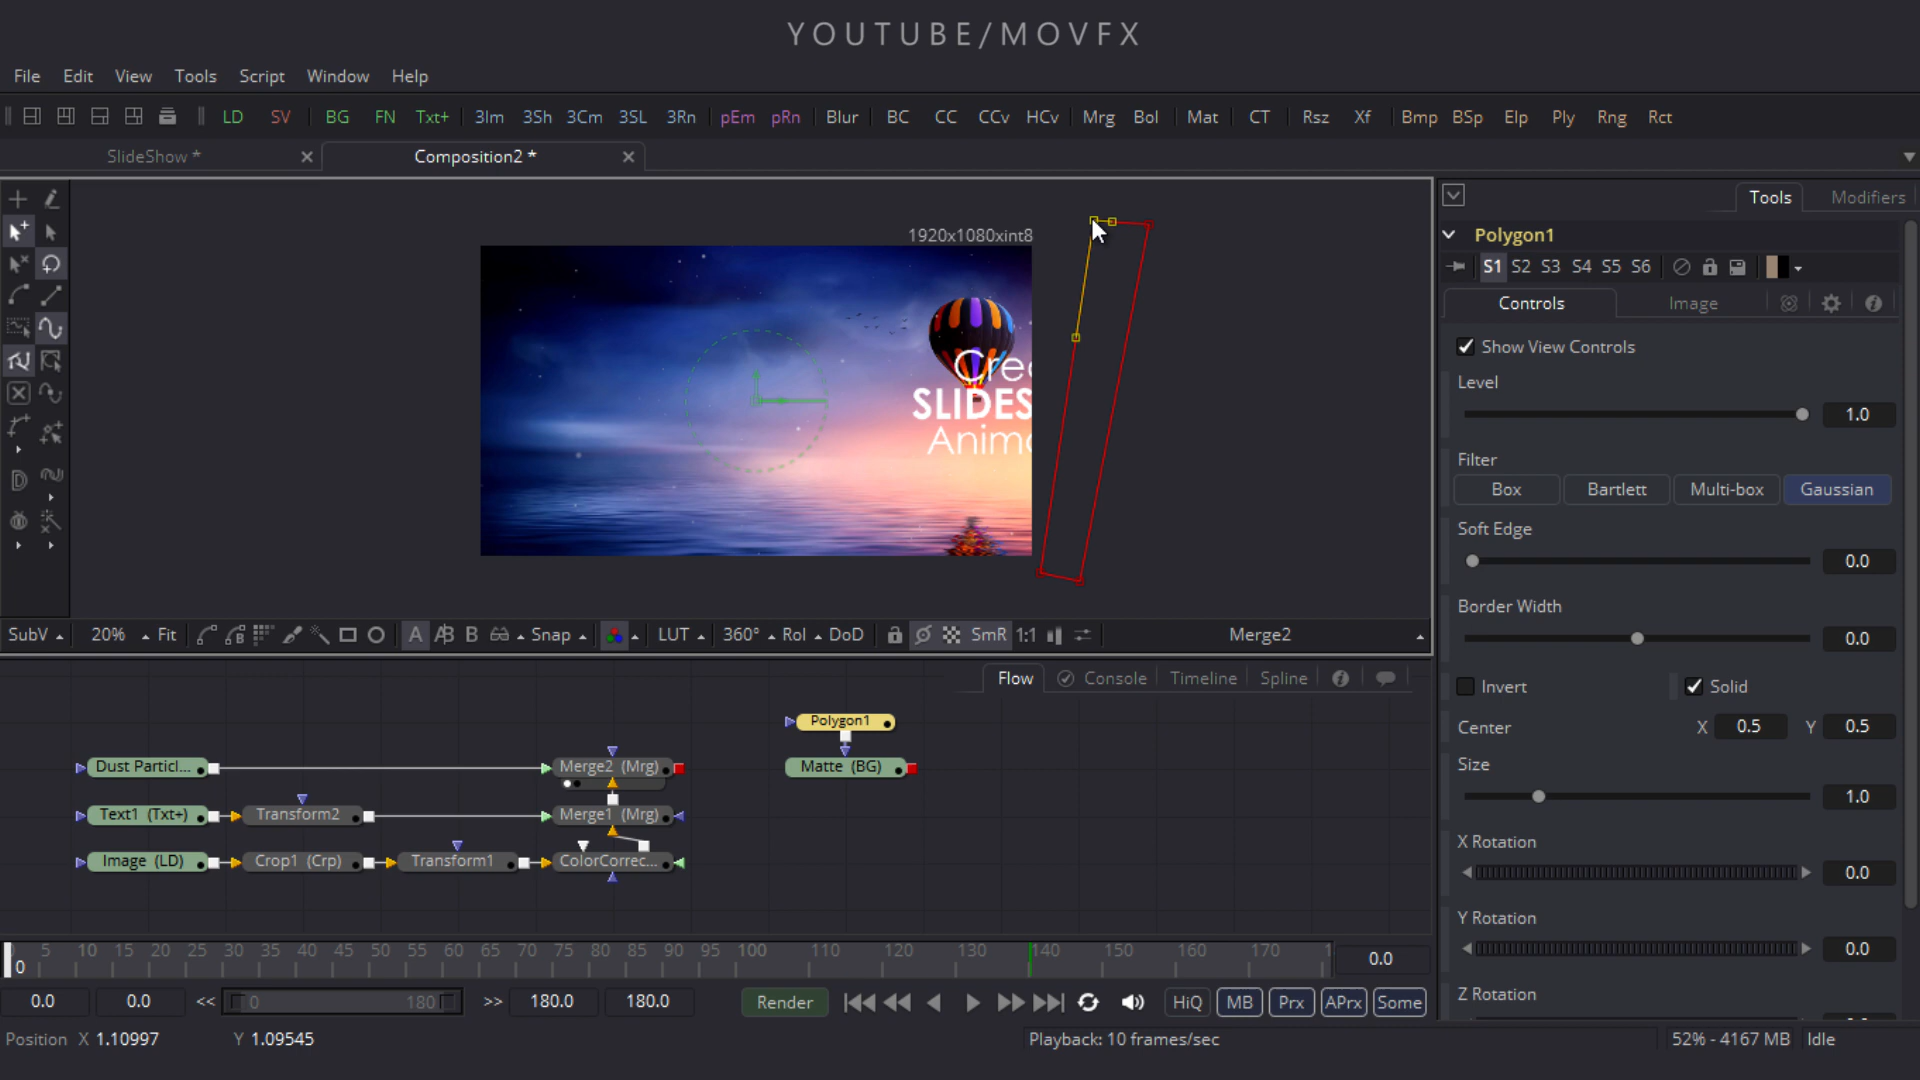 YOUTUBE/MOVFX
File Edit View Tools Script Window Help
LD SV BG FN Txt+ 3Im 3Sh 3Cm 3SL 3Rn pEm pRn Blur BC CC CCv HCv Mrg Bol Mat CT Rsz Xf Bmp BSp Elp Ply Rng Rct
SlideShow * Composition2 *
Tools Modifiers
1920x1080xint8
Polygon1
S1 S2 S3 S4 S5 S6
Controls Image
Show View Controls
Level
1.0
Filter
Box Bartlett Multi-box Gaussian
Soft Edge
0.0
Border Width
0.0
Invert Solid
Center X 0.5 Y 0.5
Size
1.0
X Rotation
0.0
Y Rotation
0.0
Z Rotation
Crea
SLIDES
Anima
SubV 20% Fit A A/B B Snap LUT 360° RoI DoD SmR 1:1 Merge2
Flow Console Timeline Spline
Polygon1
Dust Particl... Merge2 (Mrg) Matte (BG)
Text1 (Txt+) Transform2 Merge1 (Mrg)
Image (LD) Crop1 (Crp) Transform1 ColorCorrec...
0 5 10 15 20 25 30 35 40 45 50 55 60 65 70 75 80 85 90 95 100 110 120 130 140 150 160 170 1
0.0
0.0 0.0 << 0 180 >> 180.0 180.0 Render HiQ MB Prx APrx Some
Position X 1.10997 Y 1.09545 Playback: 10 frames/sec 52% - 4167 MB Idle